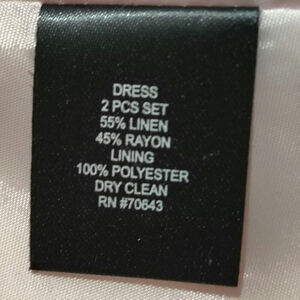 DRESS
2 PCS SET
55% LINEN
45% RAYON
LINING
100% POLYESTER
DRY CLEAN
RN #70643